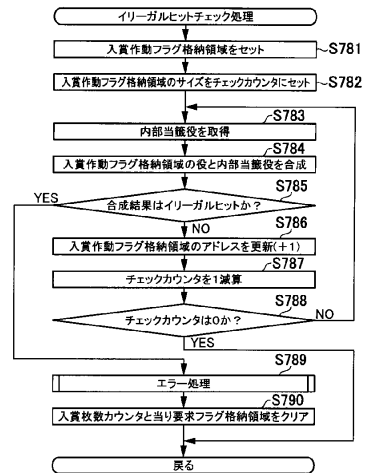 イリーガルヒットチェック処理
入賞作動フラグ格納領域をセット
S781
入賞作動フラグ格納領域のサイズをチェックカウンタにセット
S782
S783
内部当籤役を取得
S784
入賞作動フラグ格納領域の役と内部当籤役を合成
S785
YES
合成結果はイリーガルヒットか?
NO
S786
入賞作動フラグ格納領域のアドレスを更新(+1)
S787
チェックカウンタを1減算
S788
チェックカウンタは0か?
NO
YES
S789
エラー処理
S790
入賞枚数カウンタと当り要求フラグ格納領域をクリア
戻る